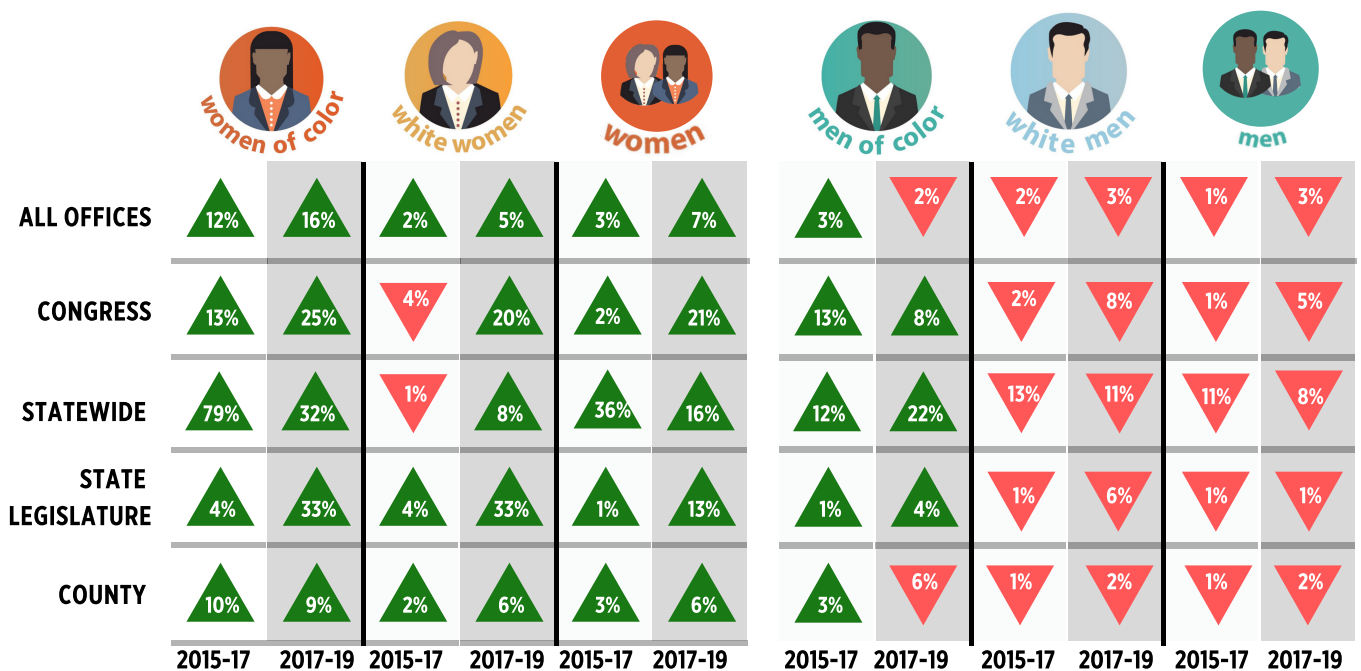 women of color
white women
women
men of color
white men
men
ALL OFFICES
12% 16% 2% 5% 3% 7% 3% 2% 2% 3% 1% 3%
CONGRESS
13% 25% 4% 20% 2% 21% 13% 8% 2% 8% 1% 5%
STATEWIDE
79% 32% 1% 8% 36% 16% 12% 22% 13% 11% 11% 8%
STATE
LEGISLATURE
4% 33% 4% 33% 1% 13% 1% 4% 1% 6% 1% 1%
COUNTY
10% 9% 2% 6% 3% 6% 3% 6% 1% 2% 1% 2%
2015-17 2017-19 2015-17 2017-19 2015-17 2017-19 2015-17 2017-19 2015-17 2017-19 2015-17 2017-19